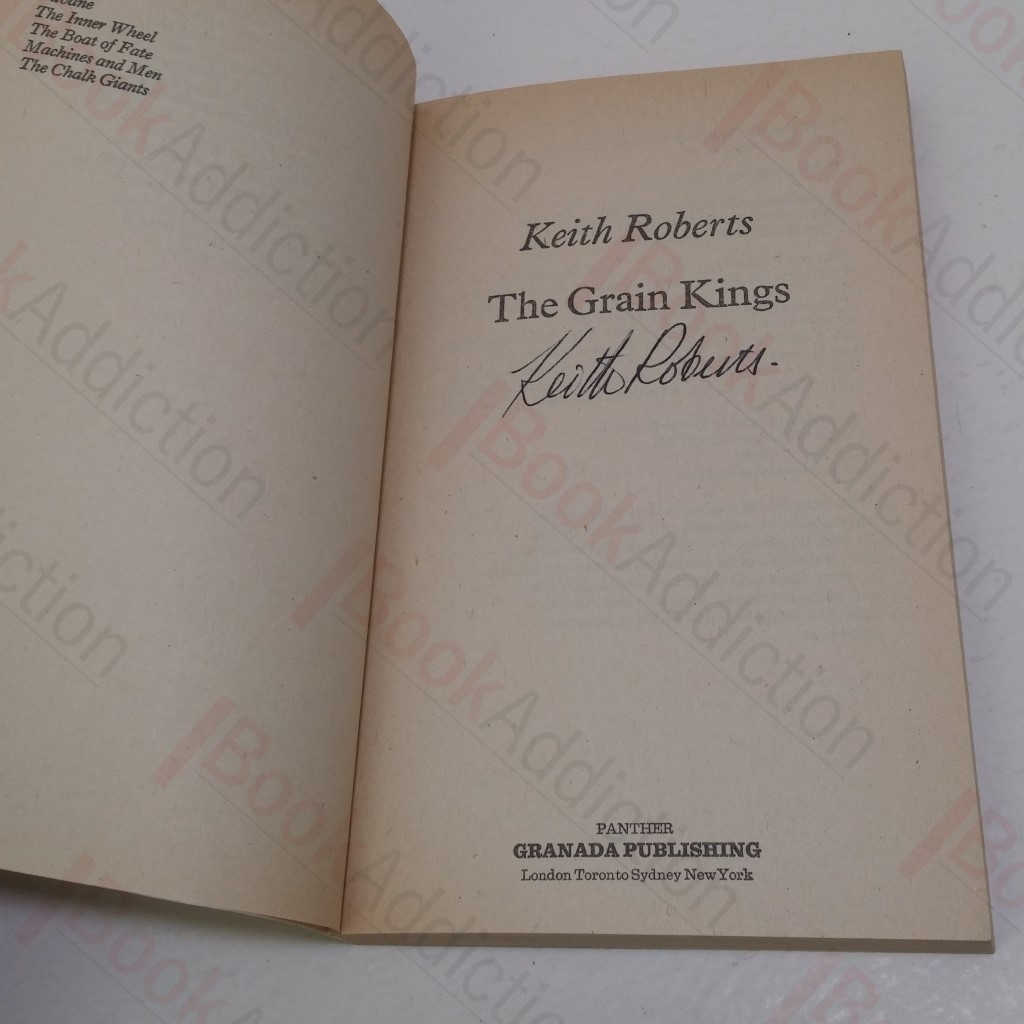 The Inner Wheel
The Boat of Fate
Machines and Men
The Chalk Giants
Keith Roberts
The Grain Kings
Keith Roberts.
PANTHER
GRANADA PUBLISHING
London Toronto Sydney New York
BookAddiction